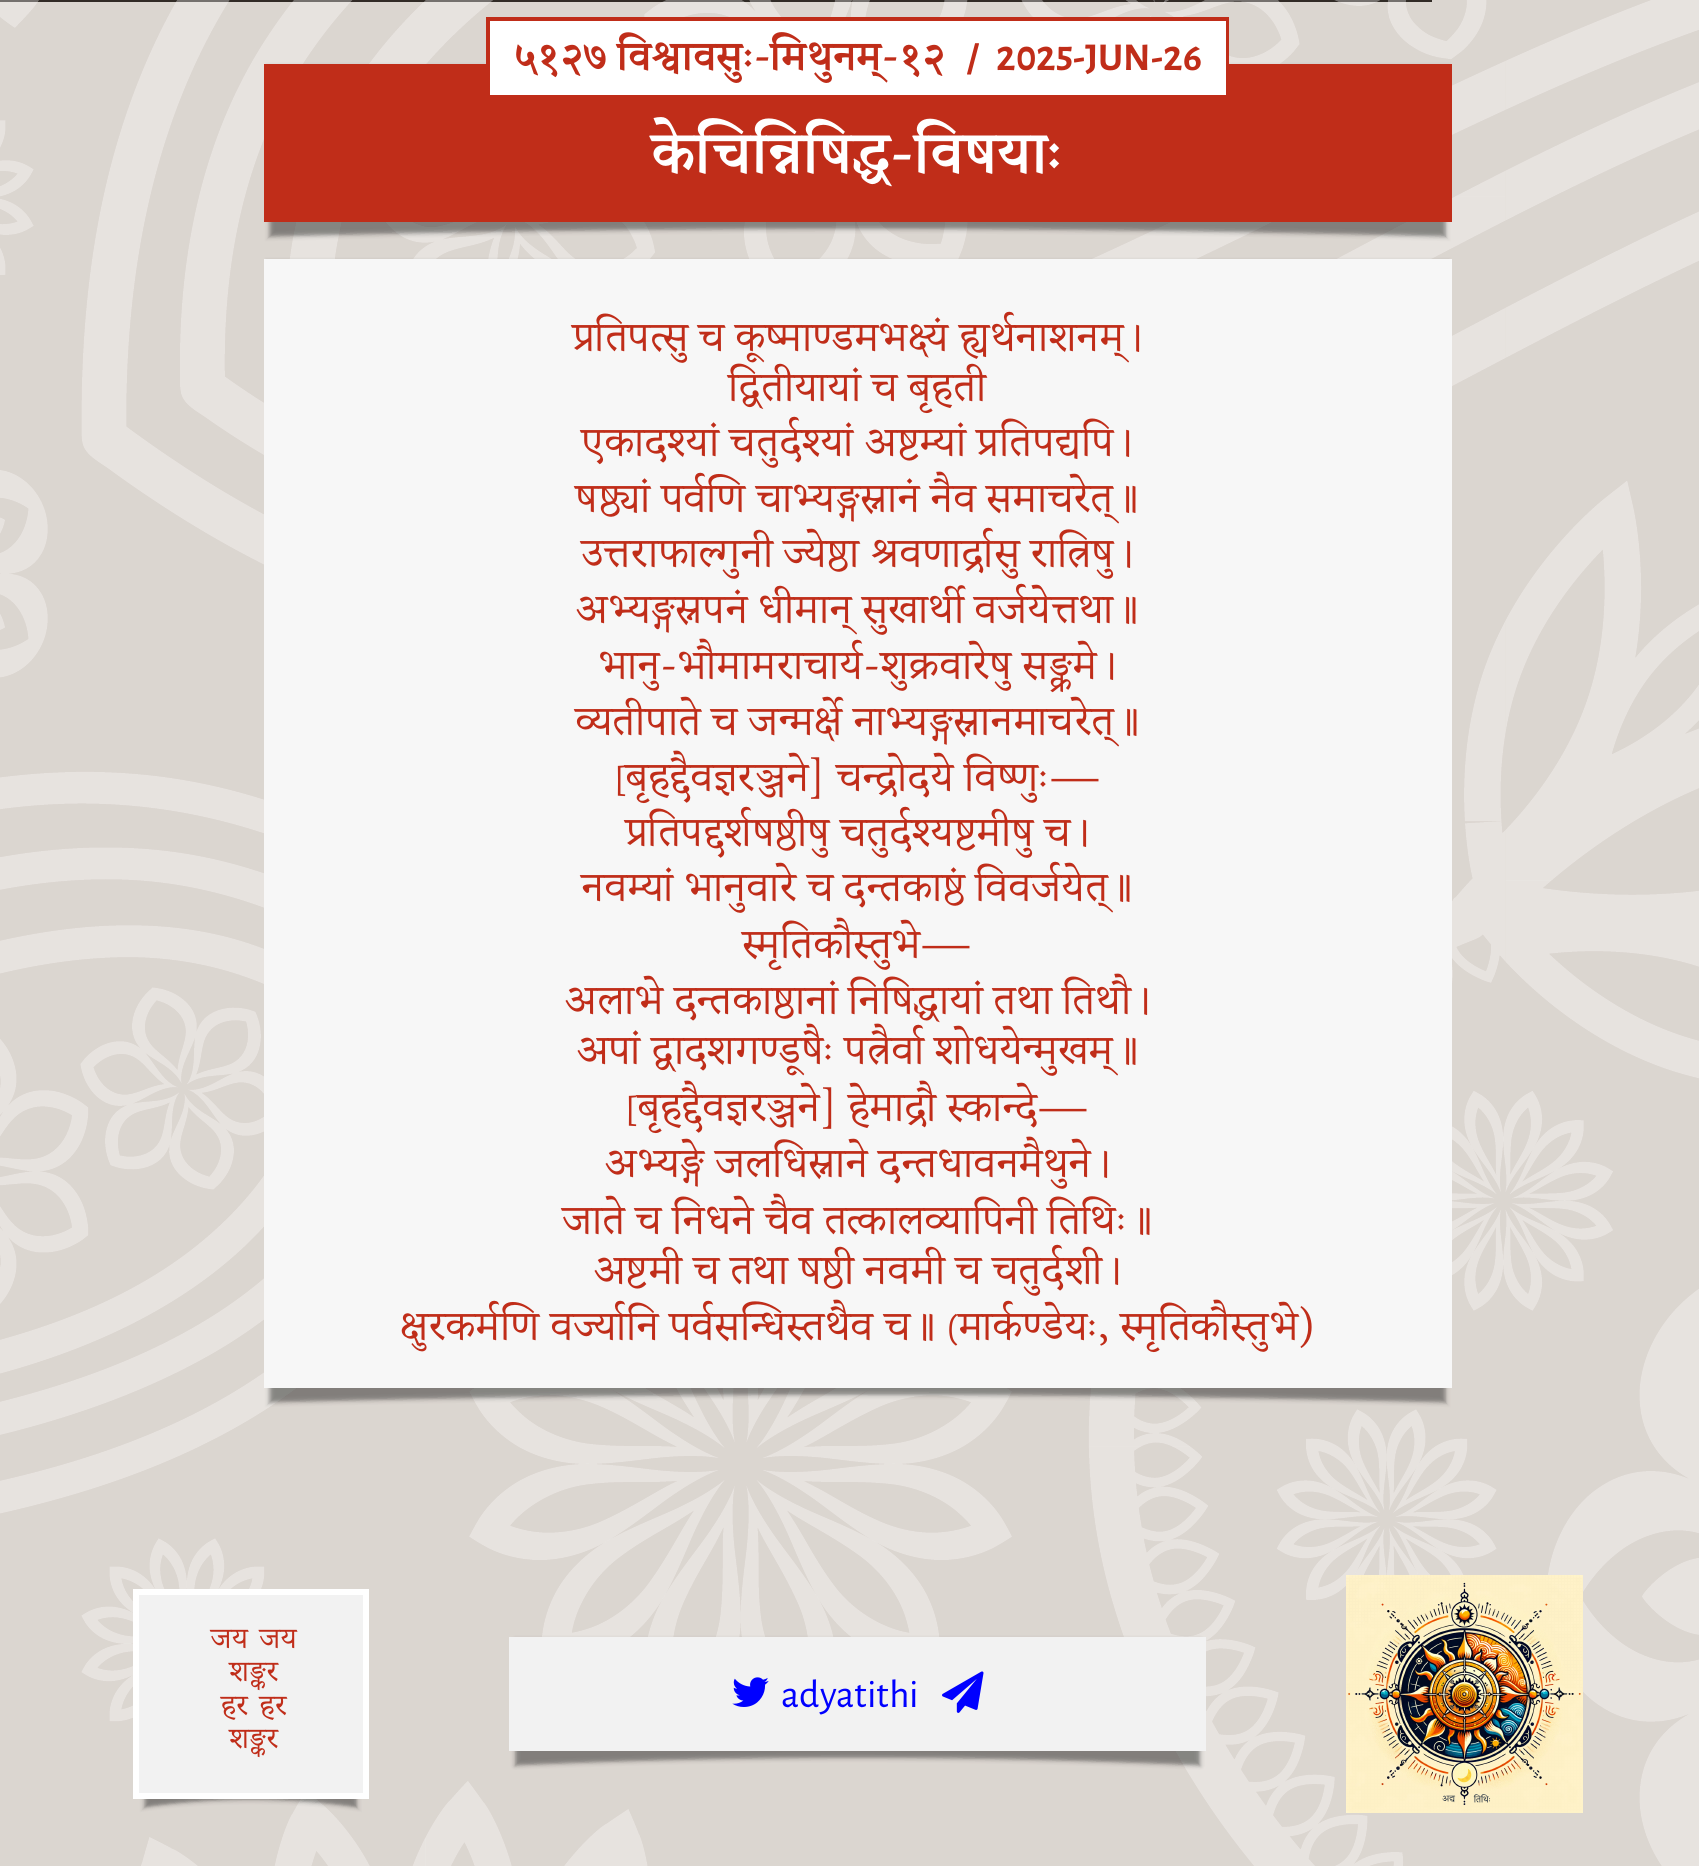 ५१२७ विश्वावसुः-मिथुनम्-१२ / 2025-JUN-26
केचिन्निषिद्ध-विषयाः
प्रतिपत्सु च कूष्माण्डमभक्ष्यं ह्यर्थनाशनम्।
द्वितीयायां च बृहती
एकादश्यां चतुर्दश्यां अष्टम्यां प्रतिपद्यपि।
षष्ठ्यां पर्वणि चाभ्यङ्गस्नानं नैव समाचरेत्॥
उत्तराफाल्गुनी ज्येष्ठा श्रवणार्द्रासु रात्रिषु।
अभ्यङ्गस्नपनं धीमान् सुखार्थी वर्जयेत्तथा॥
भानु-भौमामराचार्य-शुक्रवारेषु सङ्क्रमे।
व्यतीपाते च जन्मर्क्षे नाभ्यङ्गस्नानमाचरेत्॥
[बृहद्दैवज्ञरञ्जने] चन्द्रोदये विष्णुः—
प्रतिपद्दर्शषष्ठीषु चतुर्दश्यष्टमीषु च।
नवम्यां भानुवारे च दन्तकाष्ठं विवर्जयेत्॥
स्मृतिकौस्तुभे—
अलाभे दन्तकाष्ठानां निषिद्धायां तथा तिथौ।
अपां द्वादशगण्डूषैः पत्रैर्वा शोधयेन्मुखम्॥
[बृहद्दैवज्ञरञ्जने] हेमाद्रौ स्कान्दे—
अभ्यङ्गे जलधिस्नाने दन्तधावनमैथुने।
जाते च निधने चैव तत्कालव्यापिनी तिथिः॥
अष्टमी च तथा षष्ठी नवमी च चतुर्दशी।
क्षुरकर्मणि वर्ज्यानि पर्वसन्धिस्तथैव च॥ (मार्कण्डेयः, स्मृतिकौस्तुभे)
जय जय
शङ्कर
हर हर
शङ्कर
adyatithi
अद्य तिथिः